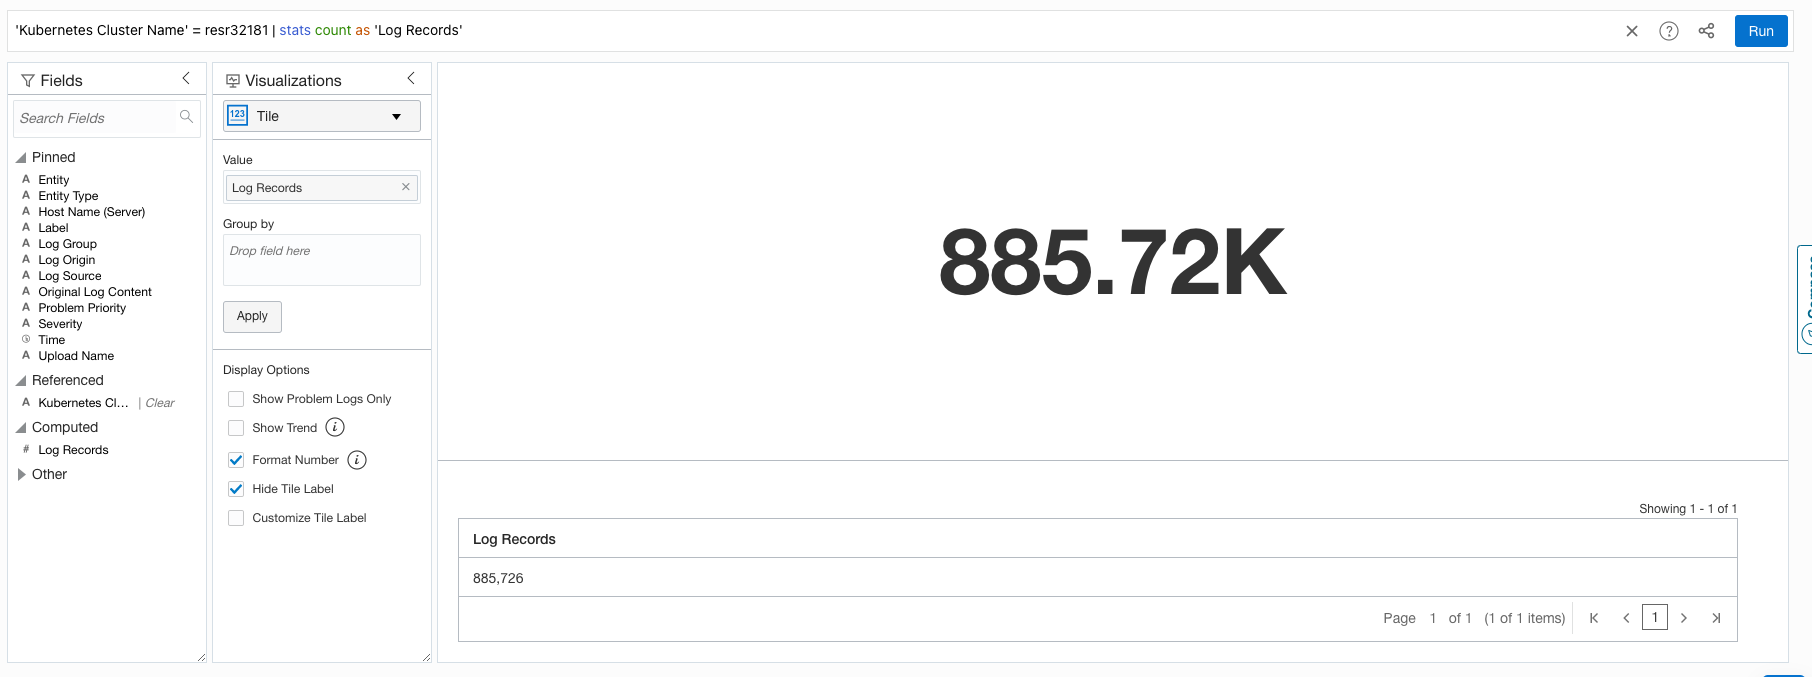 'Kubernetes Cluster Name' = resr32181 | stats count as 'Log Records'
Run
Fields
Search Fields
Pinned
A Entity
A Entity Type
A Host Name (Server)
A Label
A Log Group
A Log Origin
A Log Source
A Original Log Content
A Problem Priority
A Severity
Time
A Upload Name
Referenced
A Kubernetes Cl... | Clear
Computed
# Log Records
Other
Visualizations
123 Tile
Value
Log Records
Group by
Drop field here
Apply
Display Options
Show Problem Logs Only
Show Trend
Format Number
Hide Tile Label
Customize Tile Label
885.72K
Showing 1 - 1 of 1
Log Records
885,726
Page 1 of 1 (1 of 1 items) 1